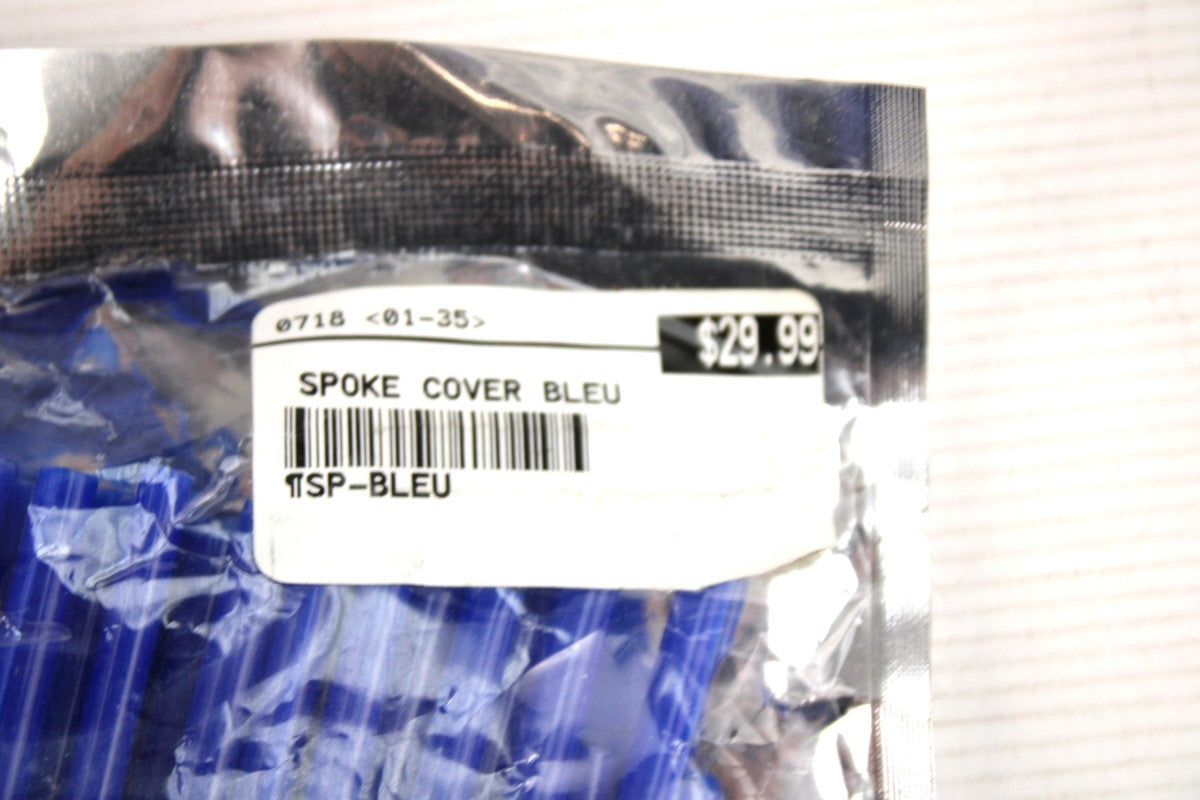 0718 <01-35>
$29.99
SPOKE COVER BLEU
¶SP-BLEU